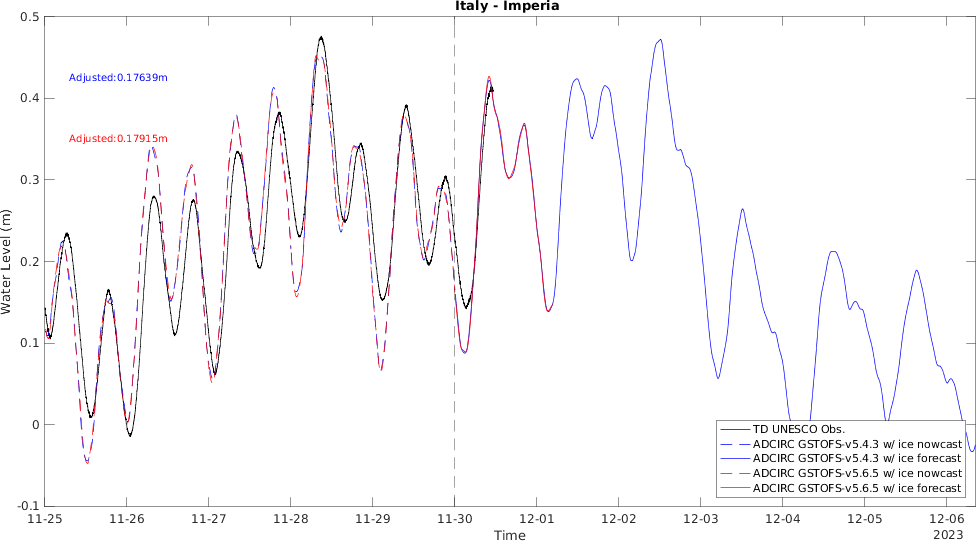 Italy - Imperia
0.5
0.4
0.3
0.2
0.1
0
-0.1
Water Level (m)
Adjusted:0.17639m
Adjusted:0.17915m
TD UNESCO Obs.
ADCIRC GSTOFS-v5.4.3 w/ ice nowcast
ADCIRC GSTOFS-v5.4.3 w/ ice forecast
ADCIRC GSTOFS-v5.6.5 w/ ice nowcast
ADCIRC GSTOFS-v5.6.5 w/ ice forecast
11-25 11-26 11-27 11-28 11-29 11-30 12-01 12-02 12-03 12-04 12-05 12-06
Time
2023